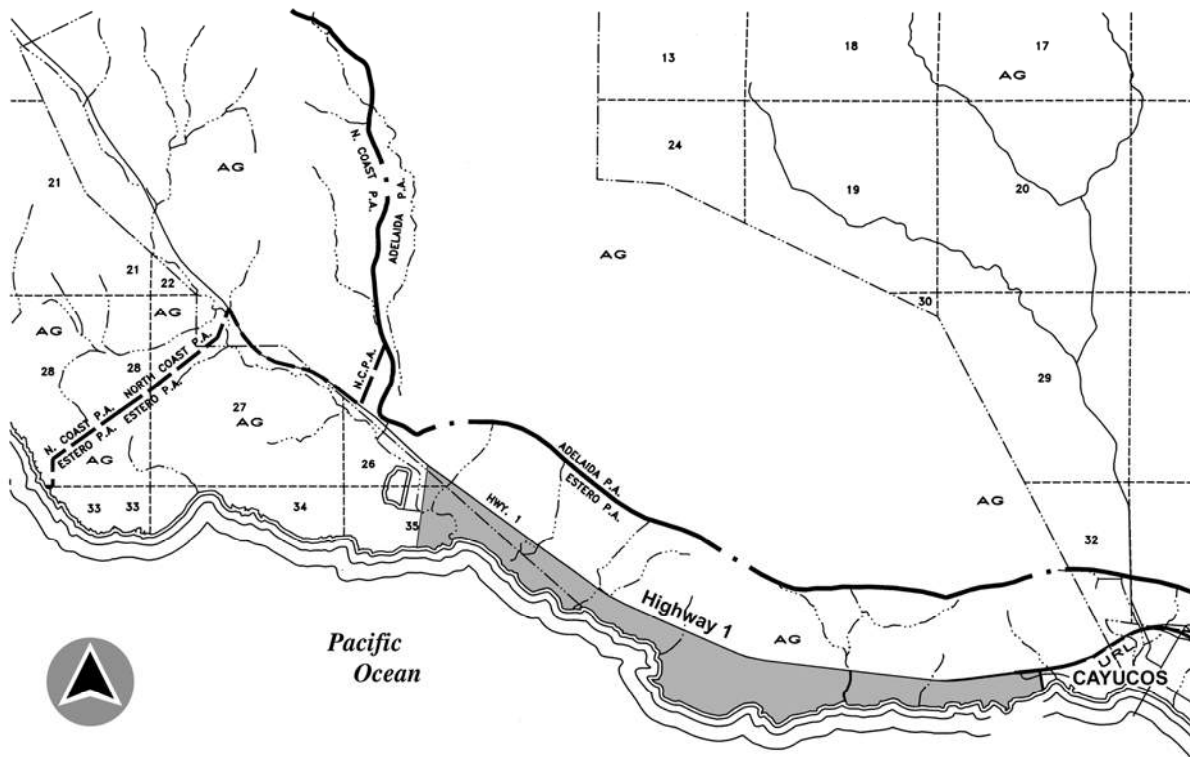 13
18
17
AG
24
19
20
AG
21
N. COAST P.A.
ADELAIDA P.A.
AG
21
22
30
AG
AG
28
28
N. COAST P.A. NORTH COAST P.A.
ESTERO P.A. ESTERO P.A.
N.C.P.A.
29
27
AG
AG
26
ADELAIDA P.A.
ESTERO P.A.
AG
HWY. 1
33
33
34
35
32
Highway 1
AG
URL
CAYUCOS
Pacific
Ocean